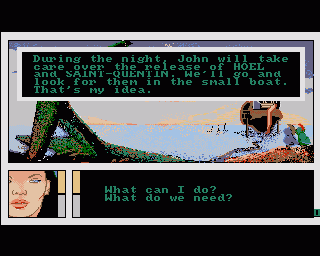 During the night, John will take
care over the release of HOEL
and SAINT-QUENTIN. We'll go and
look for them in the small boat.
That's my idea.
What can I do?
What do we need?